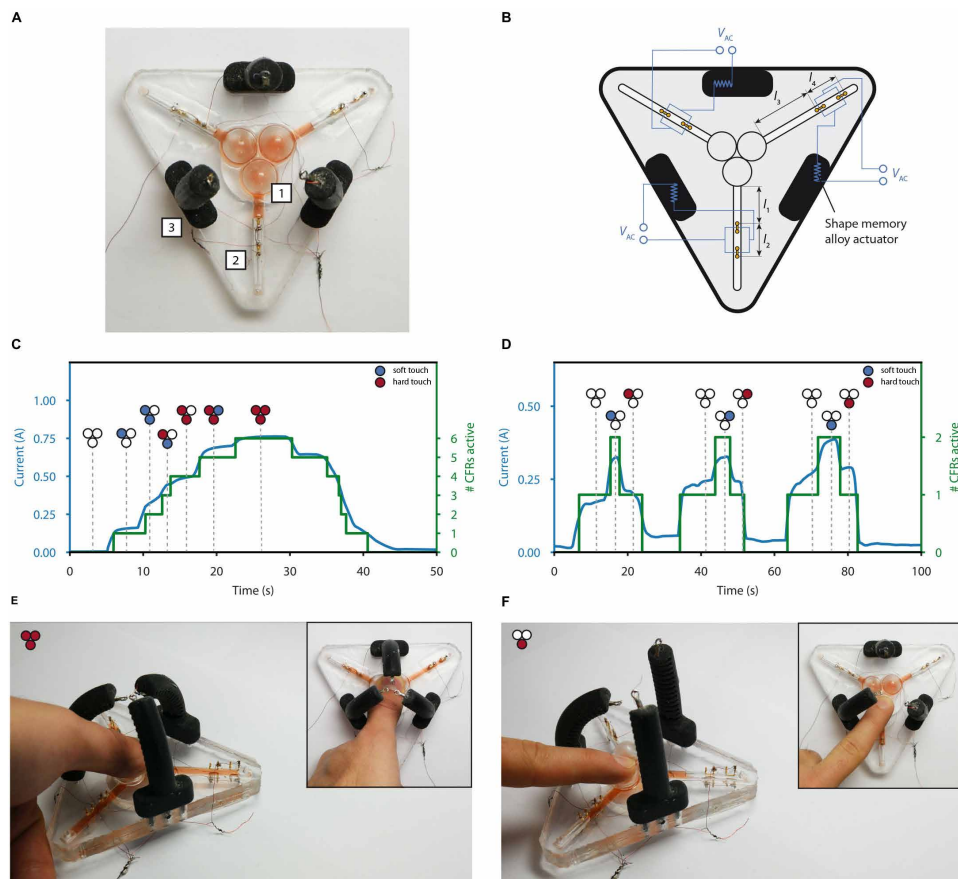 A
1
2
3
B
V_AC
l_4
l_3
V_AC
l_1
V_AC
l_2
Shape memory
alloy actuator
C
soft touch
hard touch
1.00
0.75
0.50
0.25
0.00
Current (A)
6
5
4
3
2
1
0
# CFRs active
0
10
20
30
40
50
Time (s)
D
soft touch
hard touch
0.50
0.25
0.00
Current (A)
2
1
0
# CFRs active
0
20
40
60
80
100
Time (s)
E
F